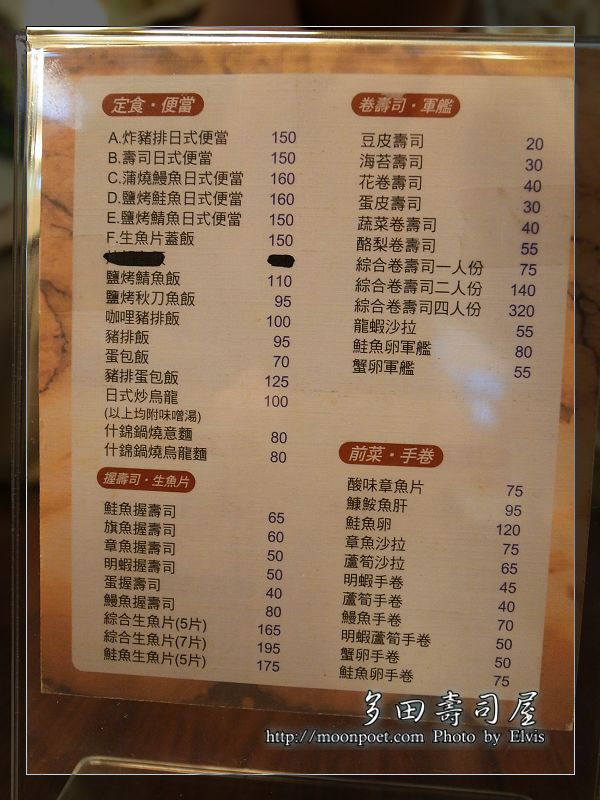 定食・便當
A.炸豬排日式便當 150
B.壽司日式便當 150
C.蒲燒鰻魚日式便當 160
D.鹽烤鮭魚日式便當 160
E.鹽烤鯖魚日式便當 150
F.生魚片蓋飯 150
鹽烤鯖魚飯 110
鹽烤秋刀魚飯 95
咖哩豬排飯 100
豬排飯 95
蛋包飯 70
豬排蛋包飯 125
日式炒烏龍 100
(以上均附味噌湯)
什錦鍋燒意麵 80
什錦鍋燒烏龍麵 80
握壽司・生魚片
鮭魚握壽司 65
旗魚握壽司 60
章魚握壽司 50
明蝦握壽司 50
蛋握壽司 40
鰻魚握壽司 80
綜合生魚片(5片) 165
綜合生魚片(7片) 195
鮭魚生魚片(5片) 175
卷壽司・軍艦
豆皮壽司 20
海苔壽司 30
花卷壽司 40
蛋皮壽司 30
蔬菜卷壽司 40
酪梨卷壽司 55
綜合卷壽司一人份 75
綜合卷壽司二人份 140
綜合卷壽司四人份 320
龍蝦沙拉 55
鮭魚卵軍艦 80
蟹卵軍艦 55
前菜・手卷
酸味章魚片 75
鱇鮟魚肝 95
鮭魚卵 120
章魚沙拉 75
蘆筍沙拉 65
明蝦手卷 45
蘆筍手卷 40
鰻魚手卷 70
明蝦蘆筍手卷 50
蟹卵手卷 50
鮭魚卵手卷 75
多田壽司屋
http://moonpoet.com Photo by Elvis